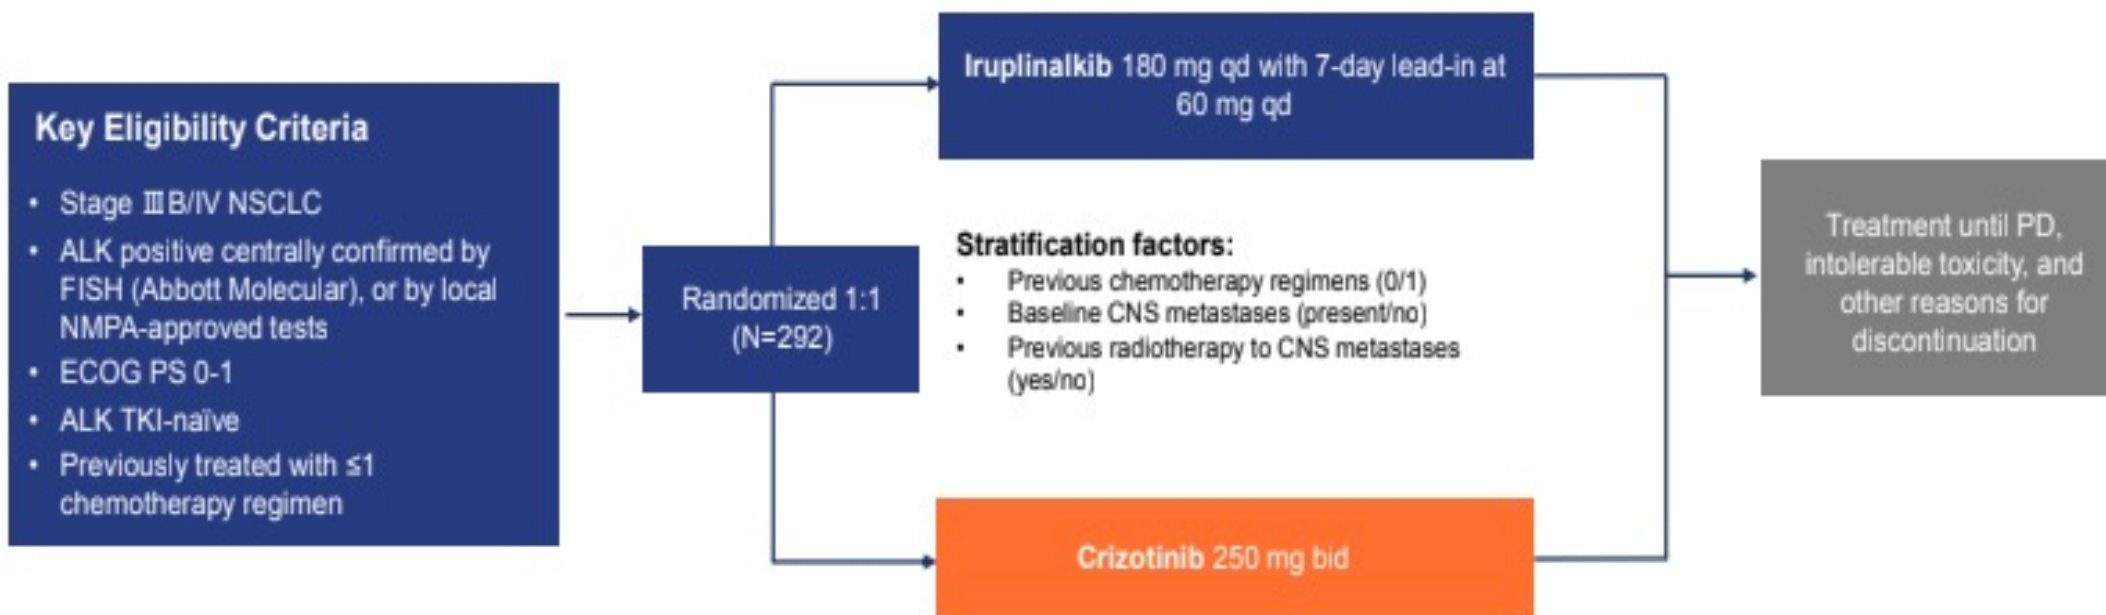 Key Eligibility Criteria
• Stage ⅢB/IV NSCLC
• ALK positive centrally confirmed by
FISH (Abbott Molecular), or by local
NMPA-approved tests
• ECOG PS 0-1
• ALK TKI-naïve
• Previously treated with ≤1
chemotherapy regimen
Randomized 1:1
(N=292)
Iruplinalkib 180 mg qd with 7-day lead-in at
60 mg qd
Stratification factors:
• Previous chemotherapy regimens (0/1)
• Baseline CNS metastases (present/no)
• Previous radiotherapy to CNS metastases
(yes/no)
Crizotinib 250 mg bid
Treatment until PD,
intolerable toxicity, and
other reasons for
discontinuation